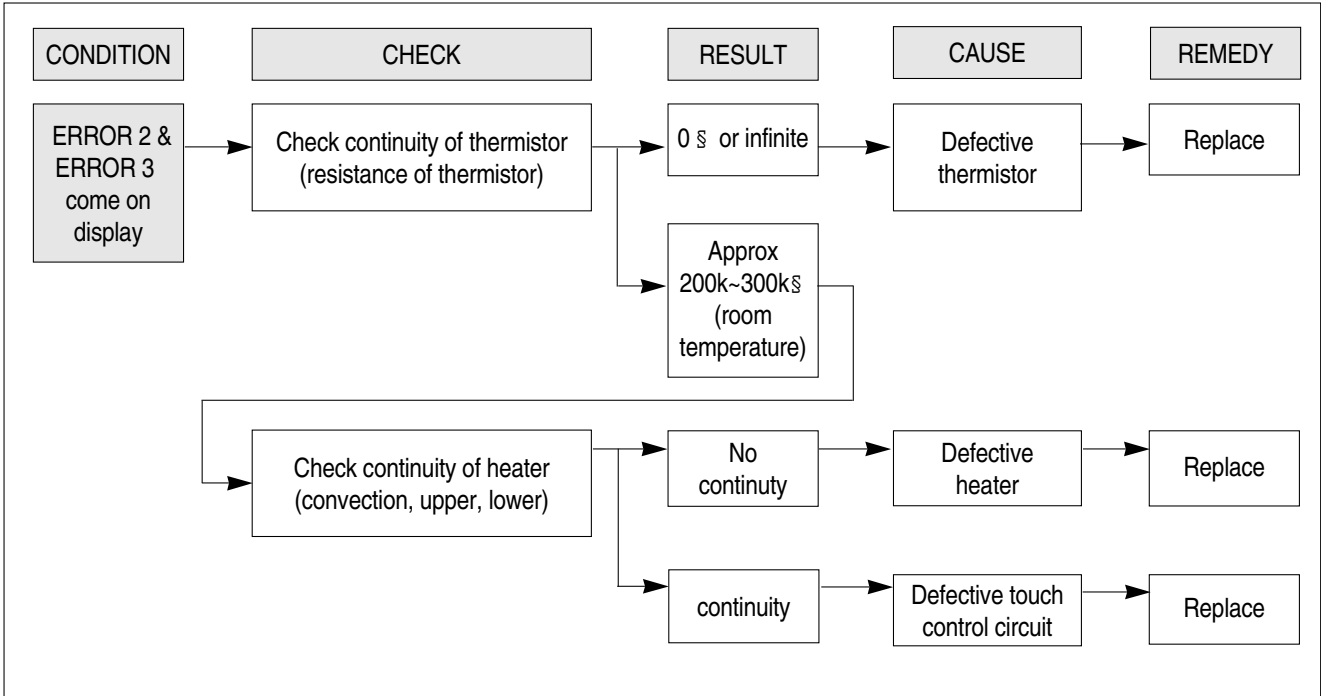 CONDITION
CHECK
RESULT
CAUSE
REMEDY
ERROR 2 &
ERROR 3
come on
display
Check continuity of thermistor
(resistance of thermistor)
0 § or infinite
Defective
thermistor
Replace
Approx
200k~300k§
(room
temperature)
Check continuity of heater
(convection, upper, lower)
No
continuty
Defective
heater
Replace
continuity
Defective touch
control circuit
Replace